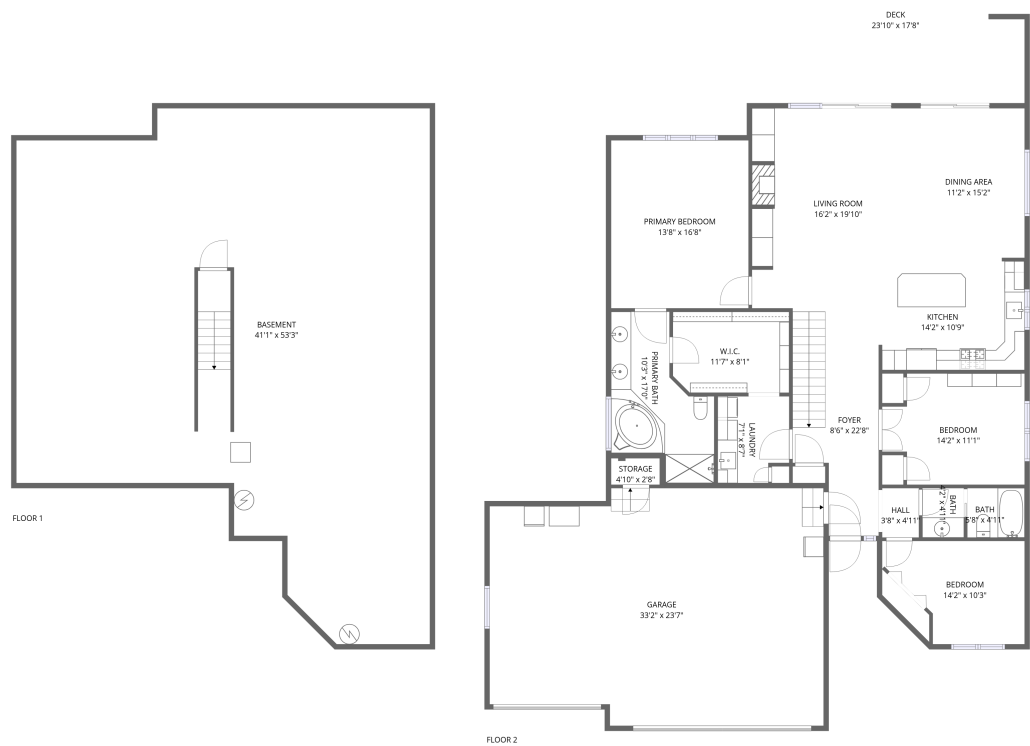 DECK
23'10" x 17'8"
DINING AREA
11'2" x 15'2"
LIVING ROOM
16'2" x 19'10"
PRIMARY BEDROOM
13'8" x 16'8"
BASEMENT
41'1" x 53'3"
KITCHEN
14'2" x 10'9"
W.I.C.
11'7" x 8'1"
PRIMARY BATH
10'3" x 17'0"
FOYER
8'6" x 22'8"
LAUNDRY
7'1" x 8'7"
BEDROOM
14'2" x 11'1"
STORAGE
4'10" x 2'8"
HALL
3'8" x 4'11"
BATH
4'2" x 4'11"
BATH
5'8" x 4'11"
FLOOR 1
BEDROOM
14'2" x 10'3"
GARAGE
33'2" x 23'7"
FLOOR 2